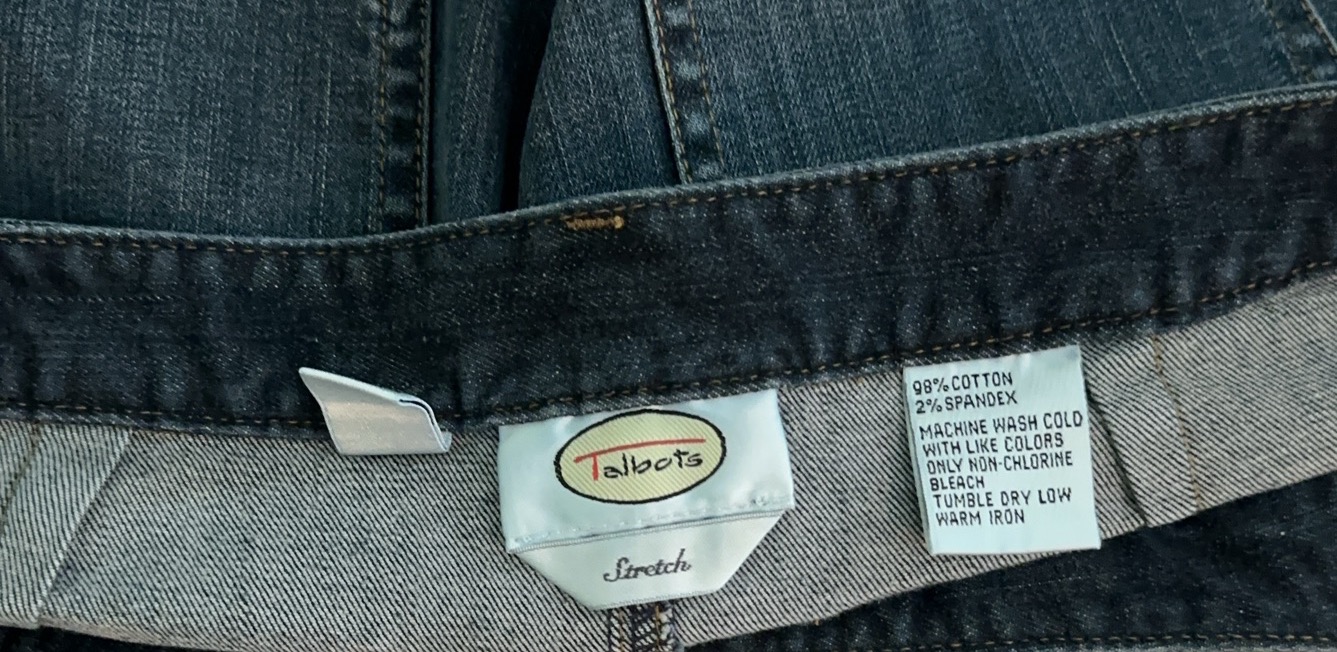 Talbots
Stretch
98% COTTON
2% SPANDEX
MACHINE WASH COLD
WITH LIKE COLORS
ONLY NON-CHLORINE
BLEACH
TUMBLE DRY LOW
WARM IRON